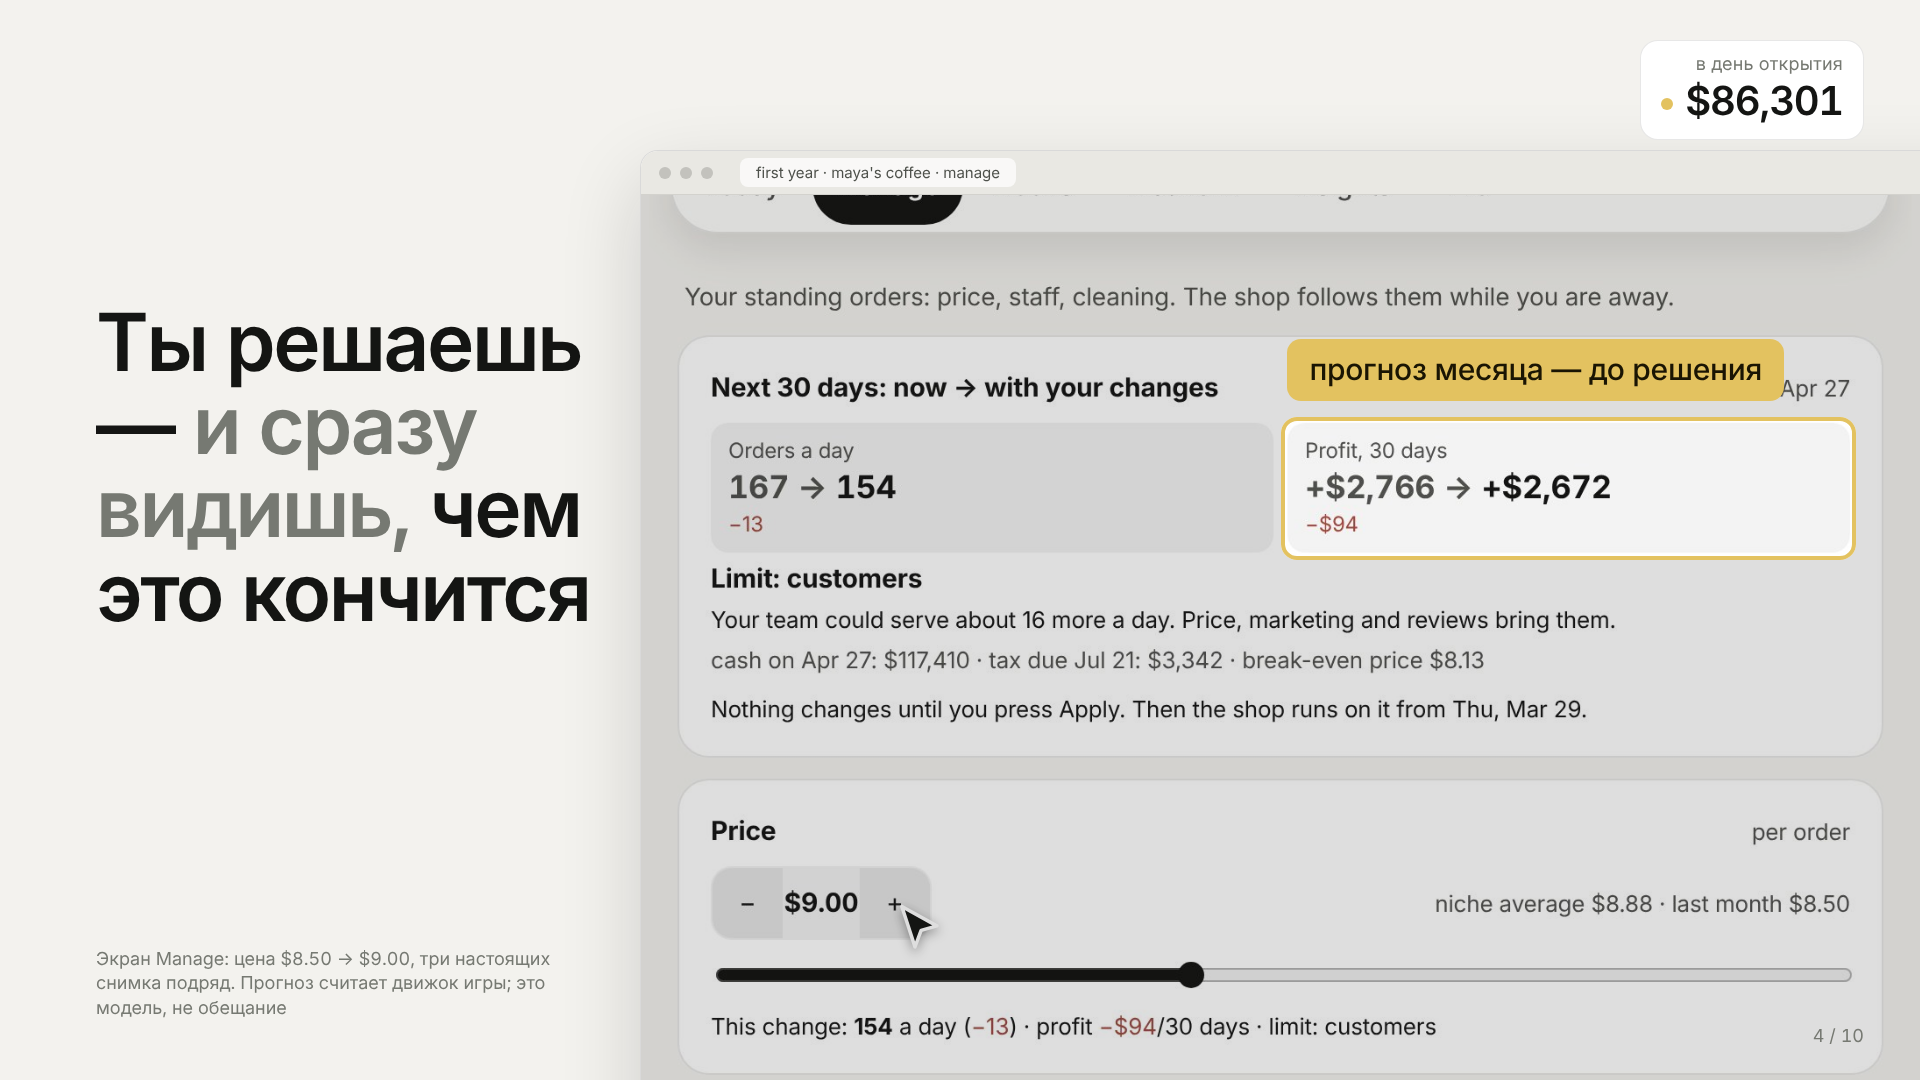 в день открытия
$86,301
first year · maya's coffee · manage
Your standing orders: price, staff, cleaning. The shop follows them while you are away.
Ты решаешь
— и сразу
видишь, чем
это кончится
прогноз месяца — до решения
Next 30 days: now → with your changes
Apr 27
Orders a day
167 → 154
−13
Profit, 30 days
+$2,766 → +$2,672
−$94
Limit: customers
Your team could serve about 16 more a day. Price, marketing and reviews bring them.
cash on Apr 27: $117,410 · tax due Jul 21: $3,342 · break-even price $8.13
Nothing changes until you press Apply. Then the shop runs on it from Thu, Mar 29.
Price
per order
− $9.00 +
niche average $8.88 · last month $8.50
This change: 154 a day (−13) · profit −$94/30 days · limit: customers
Экран Manage: цена $8.50 → $9.00, три настоящих
снимка подряд. Прогноз считает движок игры; это
модель, не обещание
4 / 10